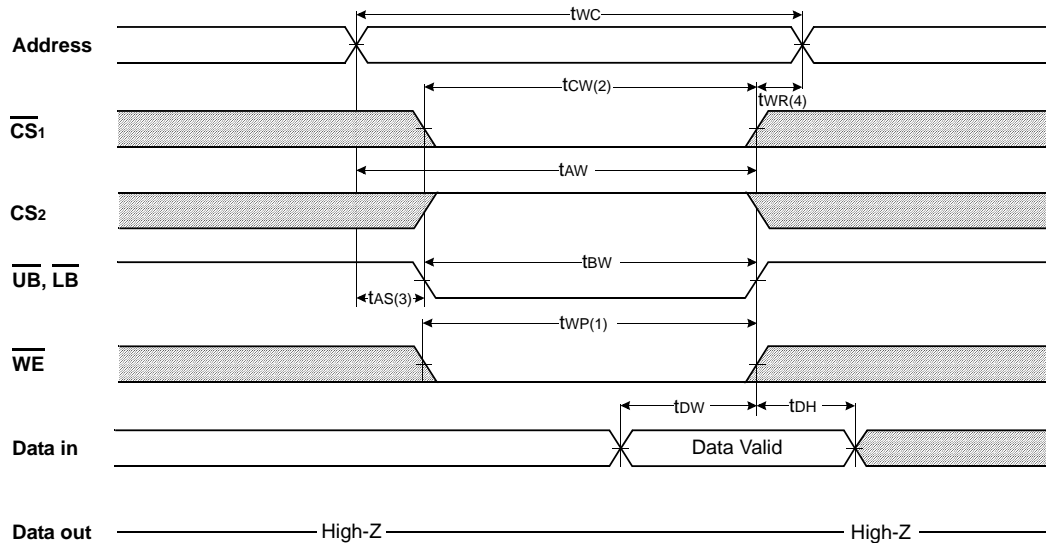 tWC
Address
tCW(2)
tWR(4)
CS1
tAW
CS2
UB, LB
tBW
tAS(3)
tWP(1)
WE
tDW
tDH
Data in
Data Valid
Data out
High-Z
High-Z